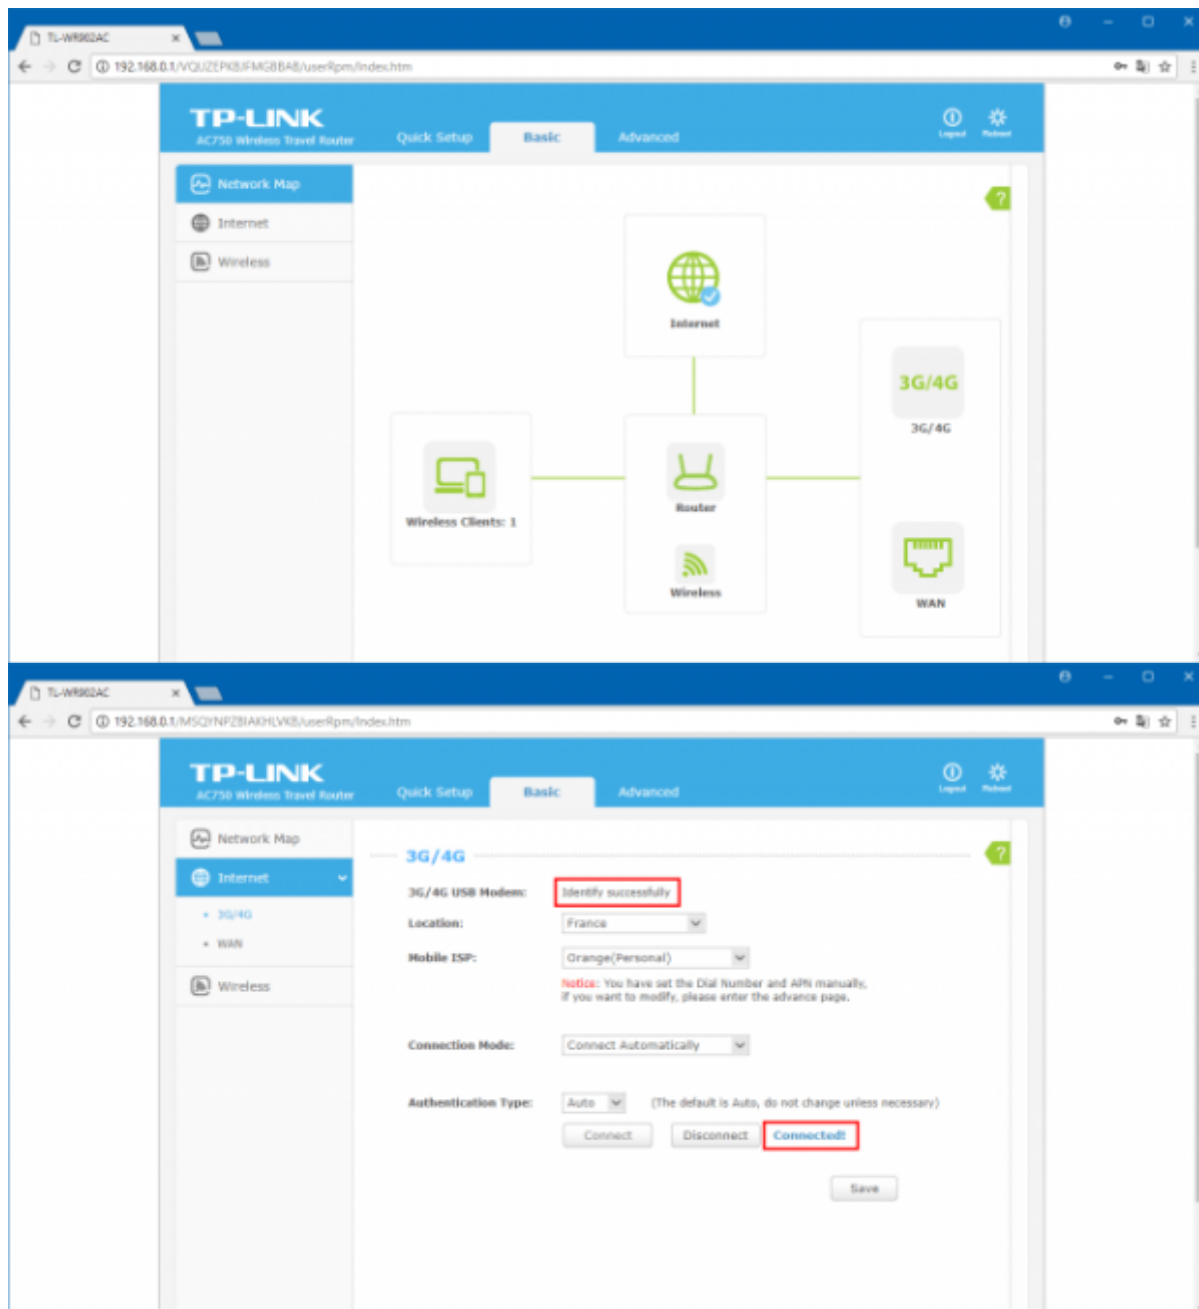 TL-WR902AC
192.168.0.1/VQUZEPKBJFMGBBAB/userRpm/Index.htm
TP-LINK
AC750 Wireless Travel Router
Quick Setup
Basic
Advanced
Logout
Reboot
Network Map
Internet
Wireless
?
Internet
3G/4G
3G/4G
Wireless Clients: 1
Router
Wireless
WAN
TL-WR902AC
192.168.0.1/MSQYNPZBIAKHLVKB/userRpm/Index.htm
TP-LINK
AC750 Wireless Travel Router
Quick Setup
Basic
Advanced
Logout
Reboot
Network Map
Internet
3G/4G
WAN
Wireless
3G/4G
?
3G/4G USB Modem: Identify successfully
Location: France
Mobile ISP: Orange(Personal)
Notice: You have set the Dial Number and APN manually,
if you want to modify, please enter the advance page.
Connection Mode: Connect Automatically
Authentication Type: Auto (The default is Auto, do not change unless necessary)
Connect Disconnect Connected!
Save